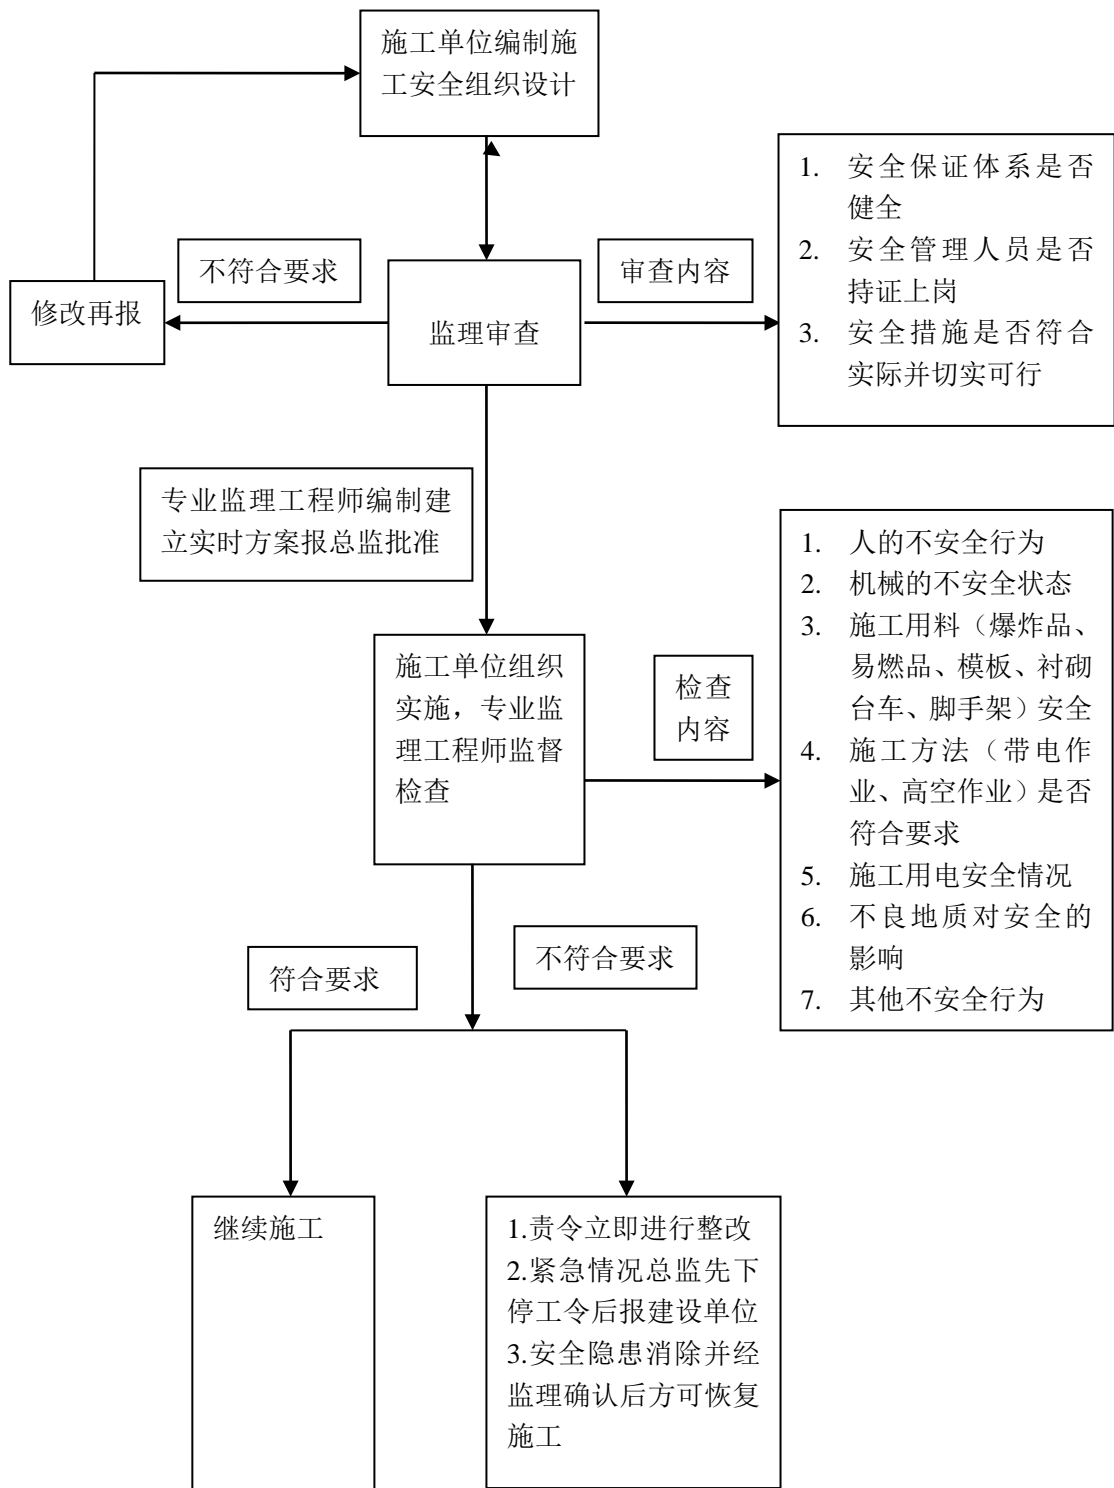 施工单位编制施
工安全组织设计
1. 安全保证体系是否
健全
2. 安全管理人员是否
持证上岗
3. 安全措施是否符合
实际并切实可行
不符合要求
审查内容
修改再报
监理审查
专业监理工程师编制建
立实时方案报总监批准
1. 人的不安全行为
2. 机械的不安全状态
3. 施工用料（爆炸品、
易燃品、模板、衬砌
台车、脚手架）安全
4. 施工方法（带电作
业、高空作业）是否
符合要求
5. 施工用电安全情况
6. 不良地质对安全的
影响
7. 其他不安全行为
施工单位组织
实施，专业监
理工程师监督
检查
检查
内容
符合要求
不符合要求
继续施工
1.责令立即进行整改
2.紧急情况总监先下
停工令后报建设单位
3.安全隐患消除并经
监理确认后方可恢复
施工